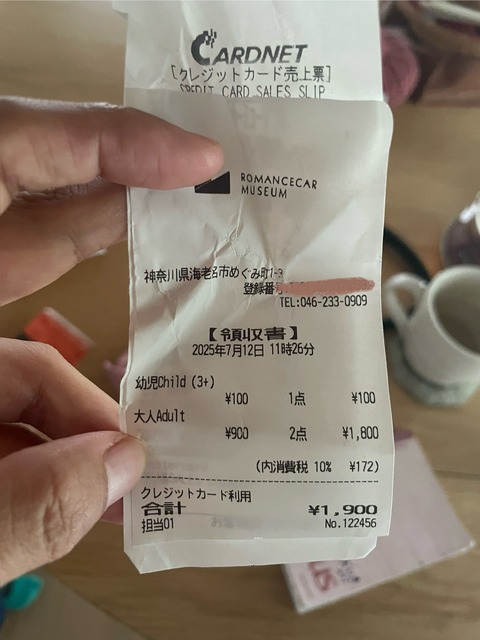 CARDNET
[クレジットカード売上票]
CREDIT CARD SALES SLIP
ROMANCECAR
MUSEUM
神奈川県海老名市めぐみ町1-3
登録番号
TEL:046-233-0909
【領収書】
2025年7月12日 11時26分
幼児Child (3+)
¥100 1点 ¥100
大人Adult
¥900 2点 ¥1,800
(内消費税 10% ¥172)
クレジットカード利用
合計 ¥1,900
担当01 No.122456